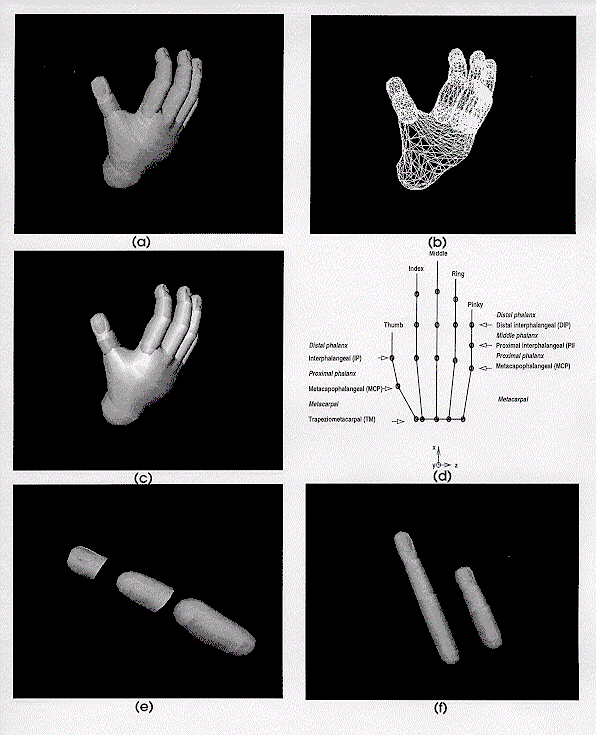 (a)
(b)
(c)
Middle
Index
Ring
Pinky
Thumb
Distal phalanx
Distal interphalangeal (DIP)
Middle phalanx
Proximal interphalangeal (PIF
Proximal phalanx
Metacapophalangeal (MCP)
Metacarpal
Distal phalanx
Interphalangeal (IP)
Proximal phalanx
Metacapophalangeal (MCP)
Metacarpal
Trapeziometacarpal (TM)
x
y
z
(d)
(e)
(f)